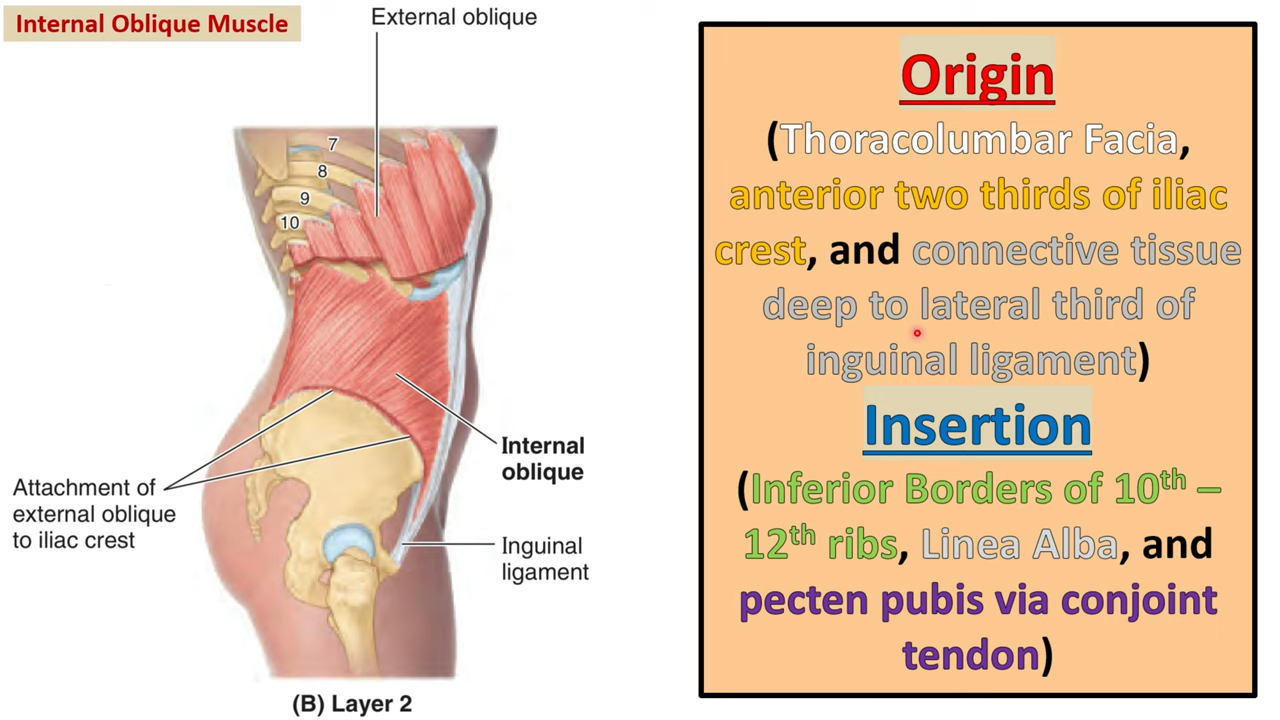 Internal Oblique Muscle
External oblique
7
8
9
10
Internal
oblique
Attachment of
external oblique
to iliac crest
Inguinal
ligament
(B) Layer 2
Origin
(Thoracolumbar Facia,
anterior two thirds of iliac
crest, and connective tissue
deep to lateral third of
inguinal ligament)
Insertion
(Inferior Borders of 10th –
12th ribs, Linea Alba, and
pecten pubis via conjoint
tendon)